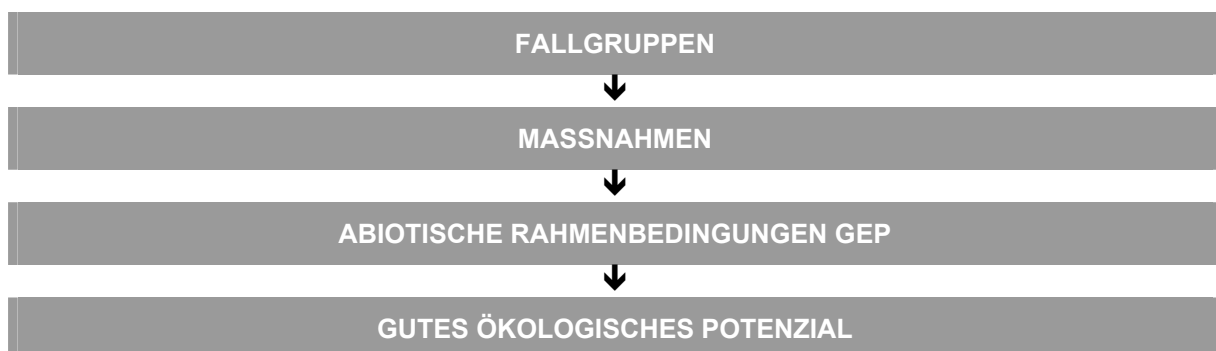 FALLGRUPPEN
MASSNAHMEN
ABIOTISCHE RAHMENBEDINGUNGEN GEP
GUTES ÖKOLOGISCHES POTENZIAL